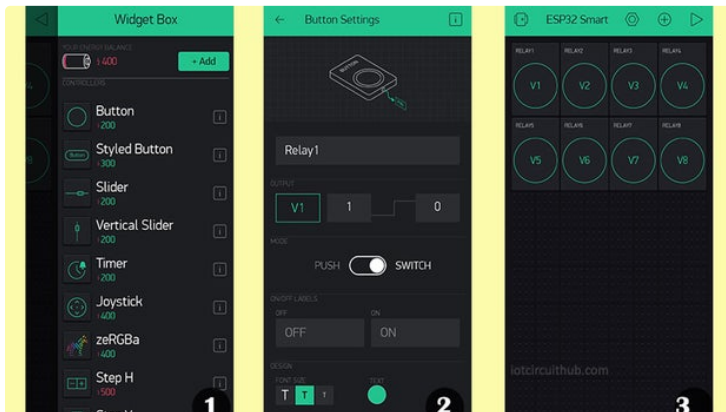 Widget Box
YOUR ENERGY BALANCE
400
+ Add
CONTROLLERS
Button
200
Styled Button
300
Slider
200
Vertical Slider
200
Timer
200
Joystick
400
zeRGBa
400
Step H
500
1
Button Settings
BUTTON
Relay1
OUTPUT
V1 1 0
MODE
PUSH SWITCH
ON/OFF LABELS
OFF ON
OFF ON
DESIGN
FONT SIZE TEXT
T T T
2
ESP32 Smart
RELAY1 RELAY2 RELAY3 RELAY4
V1 V2 V3 V4
RELAY5 RELAY6 RELAY7 RELAY8
V5 V6 V7 V8
iotcircuithub.com
3